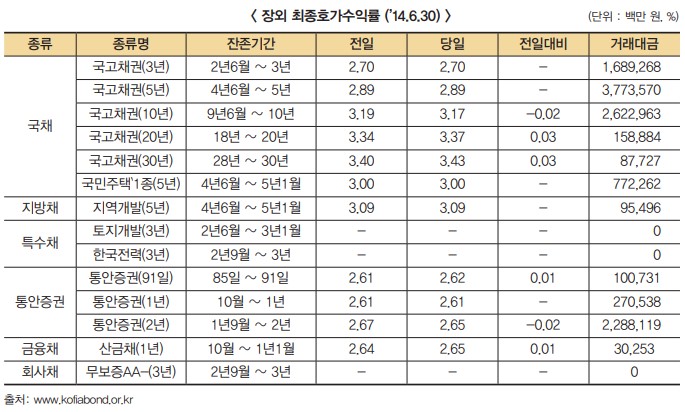 < 장외 최종호가수익률 ('14.6.30) >
(단위 : 백만 원, %)
종류 종류명 잔존기간 전일 당일 전일대비 거래대금
국채 국고채권(3년) 2년6월 ~ 3년 2.70 2.70 – 1,689,268
국고채권(5년) 4년6월 ~ 5년 2.89 2.89 – 3,773,570
국고채권(10년) 9년6월 ~ 10년 3.19 3.17 -0.02 2,622,963
국고채권(20년) 18년 ~ 20년 3.34 3.37 0.03 158,884
국고채권(30년) 28년 ~ 30년 3.40 3.43 0.03 87,727
국민주택'1종(5년) 4년6월 ~ 5년1월 3.00 3.00 – 772,262
지방채 지역개발(5년) 4년6월 ~ 5년1월 3.09 3.09 – 95,496
특수채 토지개발(3년) 2년6월 ~ 3년1월 – – – 0
한국전력(3년) 2년9월 ~ 3년 – – – 0
통안증권 통안증권(91일) 85일 ~ 91일 2.61 2.62 0.01 100,731
통안증권(1년) 10월 ~ 1년 2.61 2.61 – 270,538
통안증권(2년) 1년9월 ~ 2년 2.67 2.65 -0.02 2,288,119
금융채 산금채(1년) 10월 ~ 1년1월 2.64 2.65 0.01 30,253
회사채 무보증AA-(3년) 2년9월 ~ 3년 – – – 0
출처: www.kofiabond.or.kr